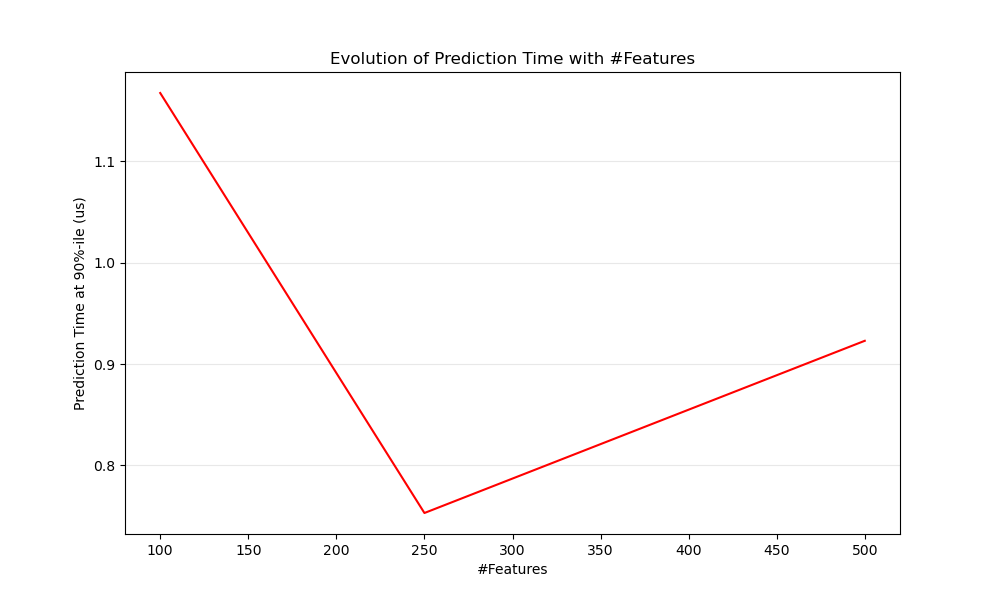 Evolution of Prediction Time with #Features
Prediction Time at 90%-ile (us)
1.1
1.0
0.9
0.8
100 150 200 250 300 350 400 450 500
#Features